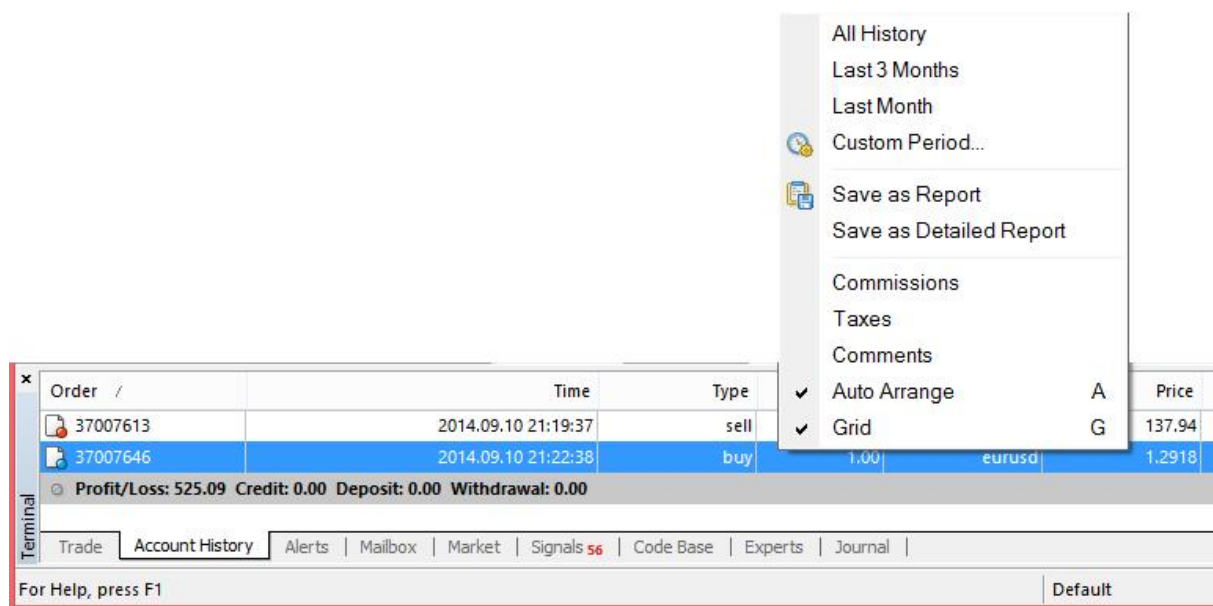 All History
Last 3 Months
Last Month
Custom Period...
Save as Report
Save as Detailed Report
Commissions
Taxes
Comments
Auto Arrange A
Grid G
Order / Time Type Price
37007613 2014.09.10 21:19:37 sell 137.94
37007646 2014.09.10 21:22:38 buy 1.00 eurusd 1.2918
Profit/Loss: 525.09 Credit: 0.00 Deposit: 0.00 Withdrawal: 0.00
Terminal
Trade Account History Alerts | Mailbox | Market | Signals 56 | Code Base | Experts | Journal |
For Help, press F1 Default